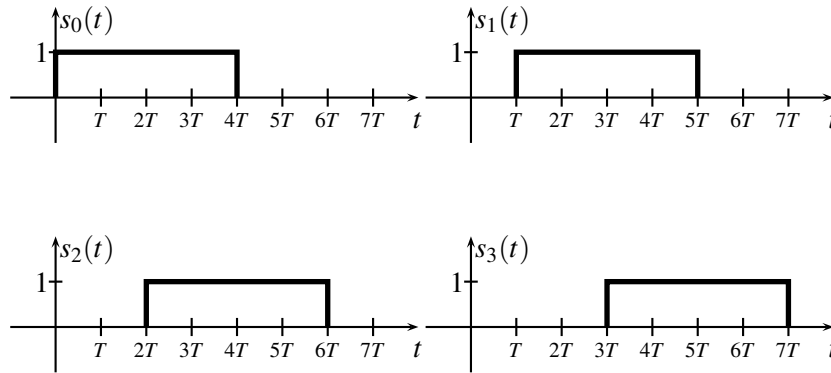 s₀(t)
1
T 2T 3T 4T 5T 6T 7T t
s₁(t)
1
T 2T 3T 4T 5T 6T 7T t
s₂(t)
1
T 2T 3T 4T 5T 6T 7T t
s₃(t)
1
T 2T 3T 4T 5T 6T 7T t